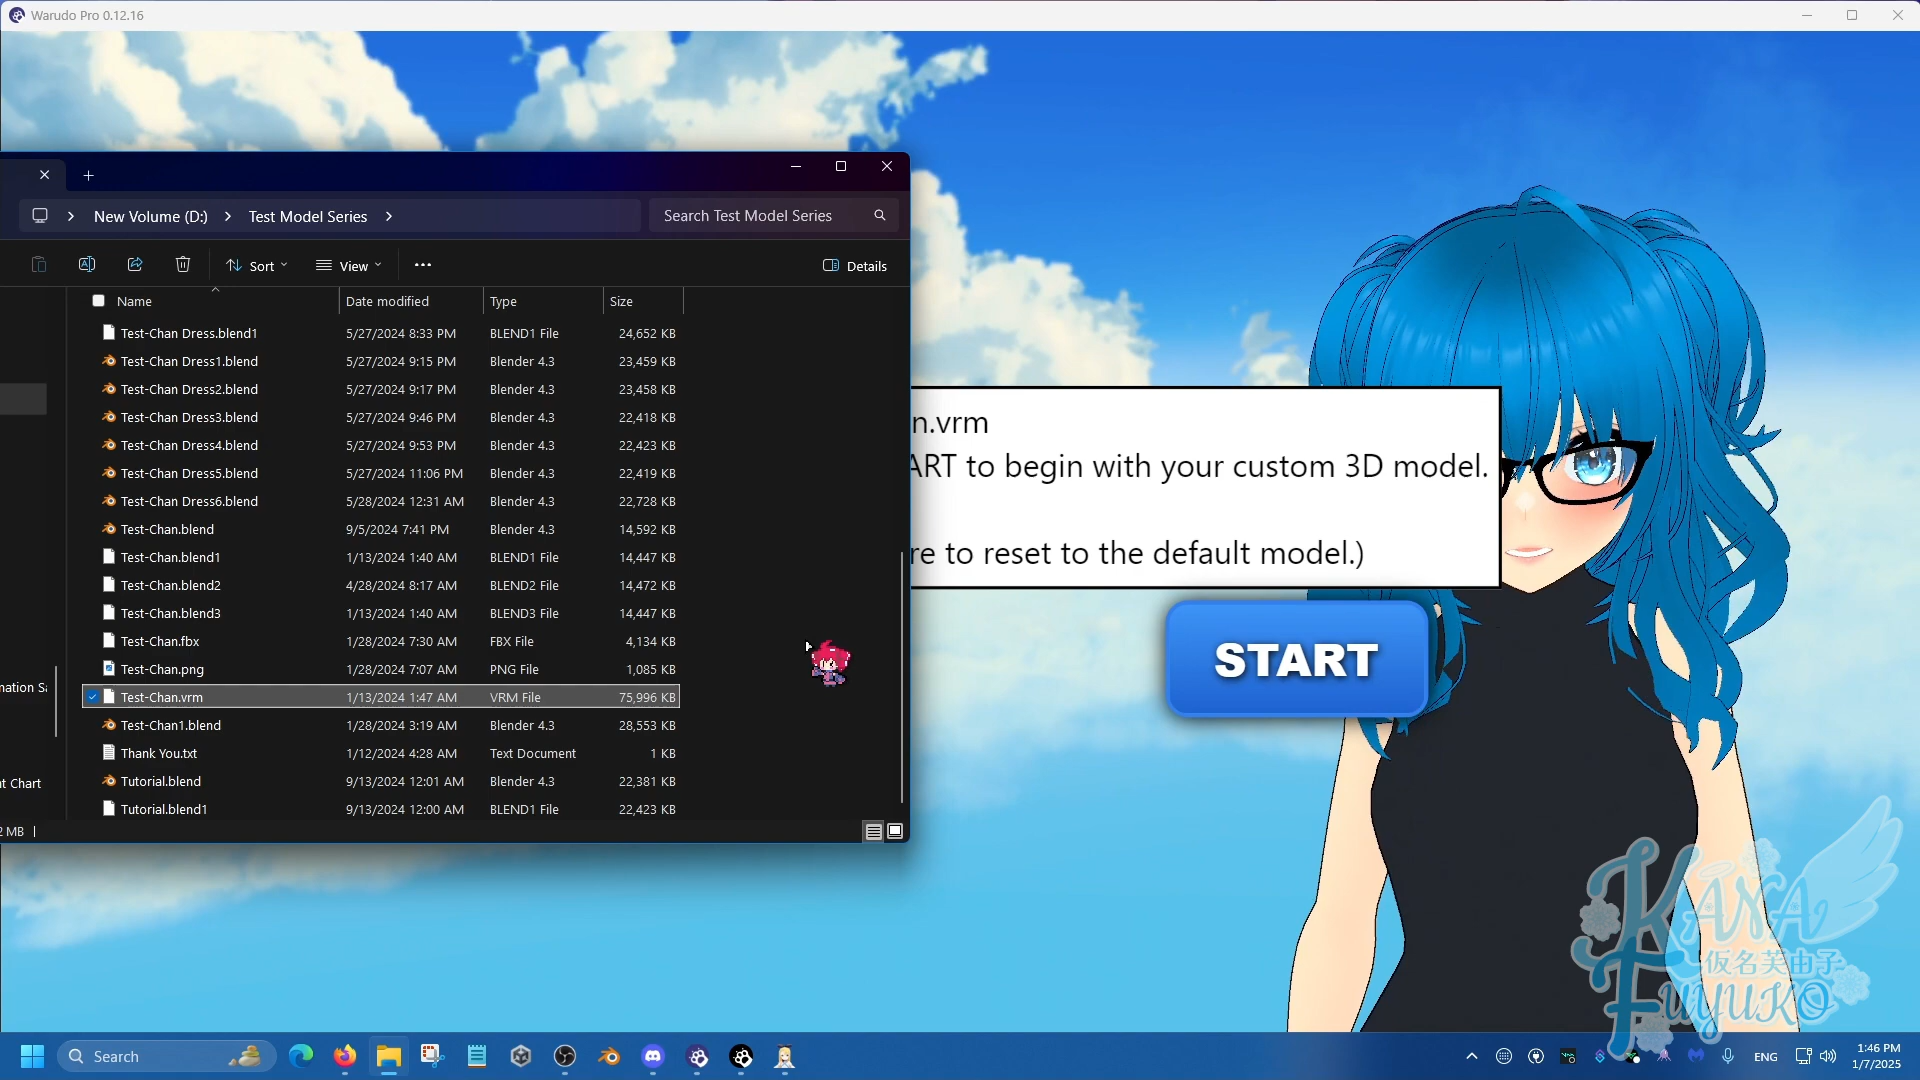 Warudo Pro 0.12.16
New Volume (D:) Test Model Series
Search Test Model Series
Sort View Details
Name Date modified Type Size
Test-Chan Dress.blend1 5/27/2024 8:33 PM BLEND1 File 24,652 KB
Test-Chan Dress1.blend 5/27/2024 9:15 PM Blender 4.3 23,459 KB
Test-Chan Dress2.blend 5/27/2024 9:17 PM Blender 4.3 23,458 KB
Test-Chan Dress3.blend 5/27/2024 9:46 PM Blender 4.3 22,418 KB
Test-Chan Dress4.blend 5/27/2024 9:53 PM Blender 4.3 22,423 KB
Test-Chan Dress5.blend 5/27/2024 11:06 PM Blender 4.3 22,419 KB
Test-Chan Dress6.blend 5/28/2024 12:31 AM Blender 4.3 22,728 KB
Test-Chan.blend 9/5/2024 7:41 PM Blender 4.3 14,592 KB
Test-Chan.blend1 1/13/2024 1:40 AM BLEND1 File 14,447 KB
Test-Chan.blend2 4/28/2024 8:17 AM BLEND2 File 14,472 KB
Test-Chan.blend3 1/13/2024 1:40 AM BLEND3 File 14,447 KB
Test-Chan.fbx 1/28/2024 7:30 AM FBX File 4,134 KB
Test-Chan.png 1/28/2024 7:07 AM PNG File 1,085 KB
Test-Chan.vrm 1/13/2024 1:47 AM VRM File 75,996 KB
Test-Chan1.blend 1/28/2024 3:19 AM Blender 4.3 28,553 KB
Thank You.txt 1/12/2024 4:28 AM Text Document 1 KB
Tutorial.blend 9/13/2024 12:01 AM Blender 4.3 22,381 KB
Tutorial.blend1 9/13/2024 12:00 AM BLEND1 File 22,423 KB
mation Sa
t Chart
2 MB
n.vrm
ART to begin with your custom 3D model.
re to reset to the default model.)
START
KANA
仮名芙由子
FUYUKO
Search
ENG
1:46 PM
1/7/2025